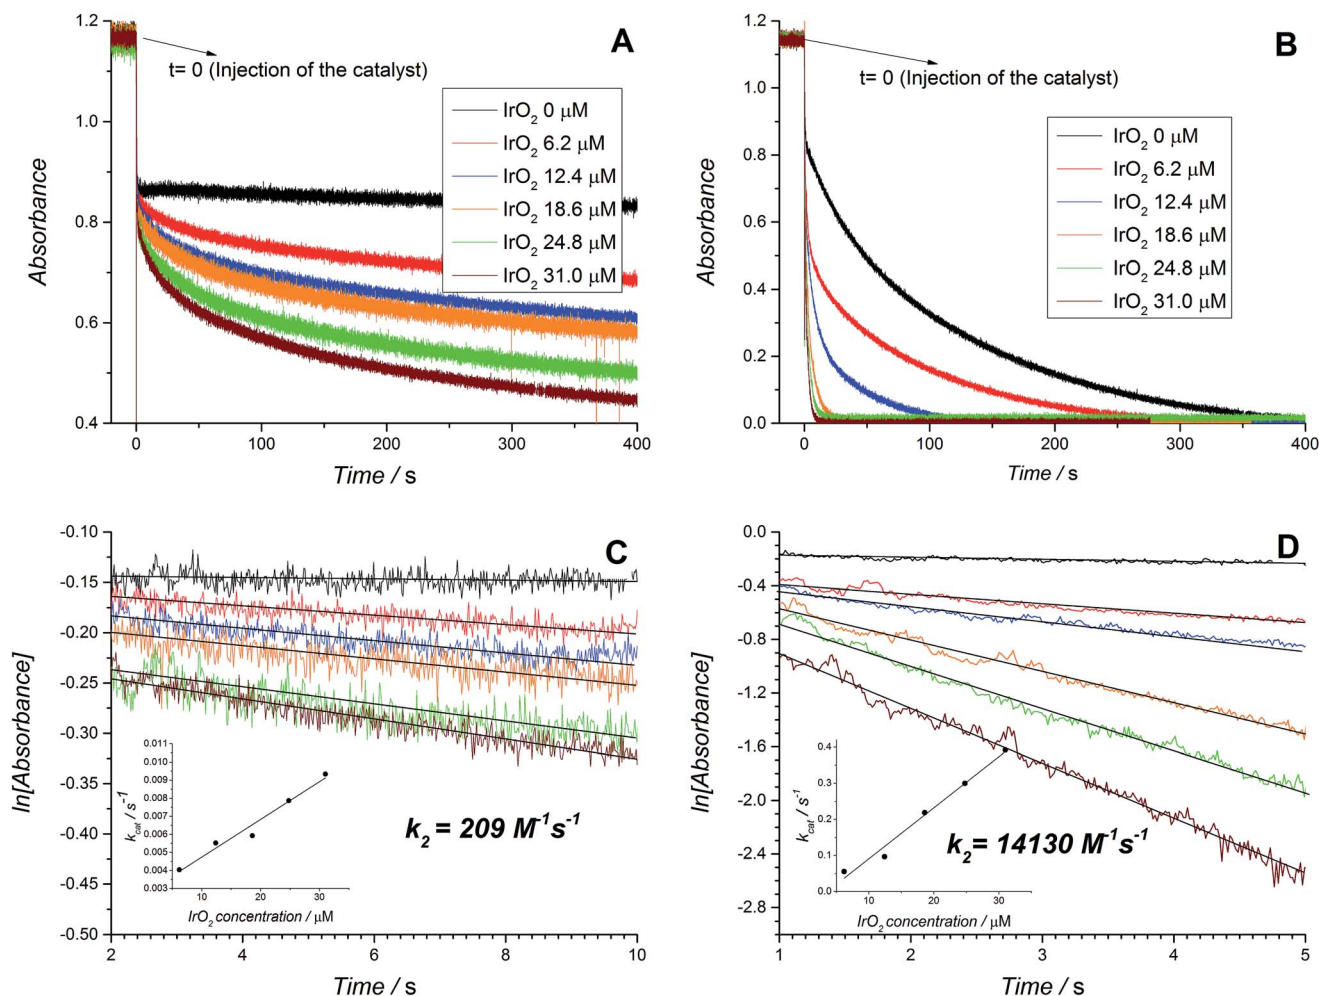 A
1.2
1.0
0.8
0.6
0.4
Absorbance
t= 0 (Injection of the catalyst)
IrO2 0 μM
IrO2 6.2 μM
IrO2 12.4 μM
IrO2 18.6 μM
IrO2 24.8 μM
IrO2 31.0 μM
0 100 200 300 400
Time / s
B
1.2
1.0
0.8
0.6
0.4
0.2
0.0
Absorbance
t= 0 (Injection of the catalyst)
IrO2 0 μM
IrO2 6.2 μM
IrO2 12.4 μM
IrO2 18.6 μM
IrO2 24.8 μM
IrO2 31.0 μM
0 100 200 300 400
Time / s
C
-0.10
-0.15
-0.20
-0.25
-0.30
-0.35
-0.40
-0.45
-0.50
ln[Absorbance]
0.011
0.010
0.009
0.008
0.007
0.006
0.005
0.004
0.003
kcat / s-1
10 20 30
IrO2 concentration / μM
k2 = 209 M-1s-1
2 4 6 8 10
Time / s
D
0.0
-0.4
-0.8
-1.2
-1.6
-2.0
-2.4
-2.8
ln[Absorbance]
0.4
0.3
0.2
0.1
0.0
kcat / s-1
0 10 20 30
IrO2 concentration / μM
k2= 14130 M-1s-1
1 2 3 4 5
Time / s